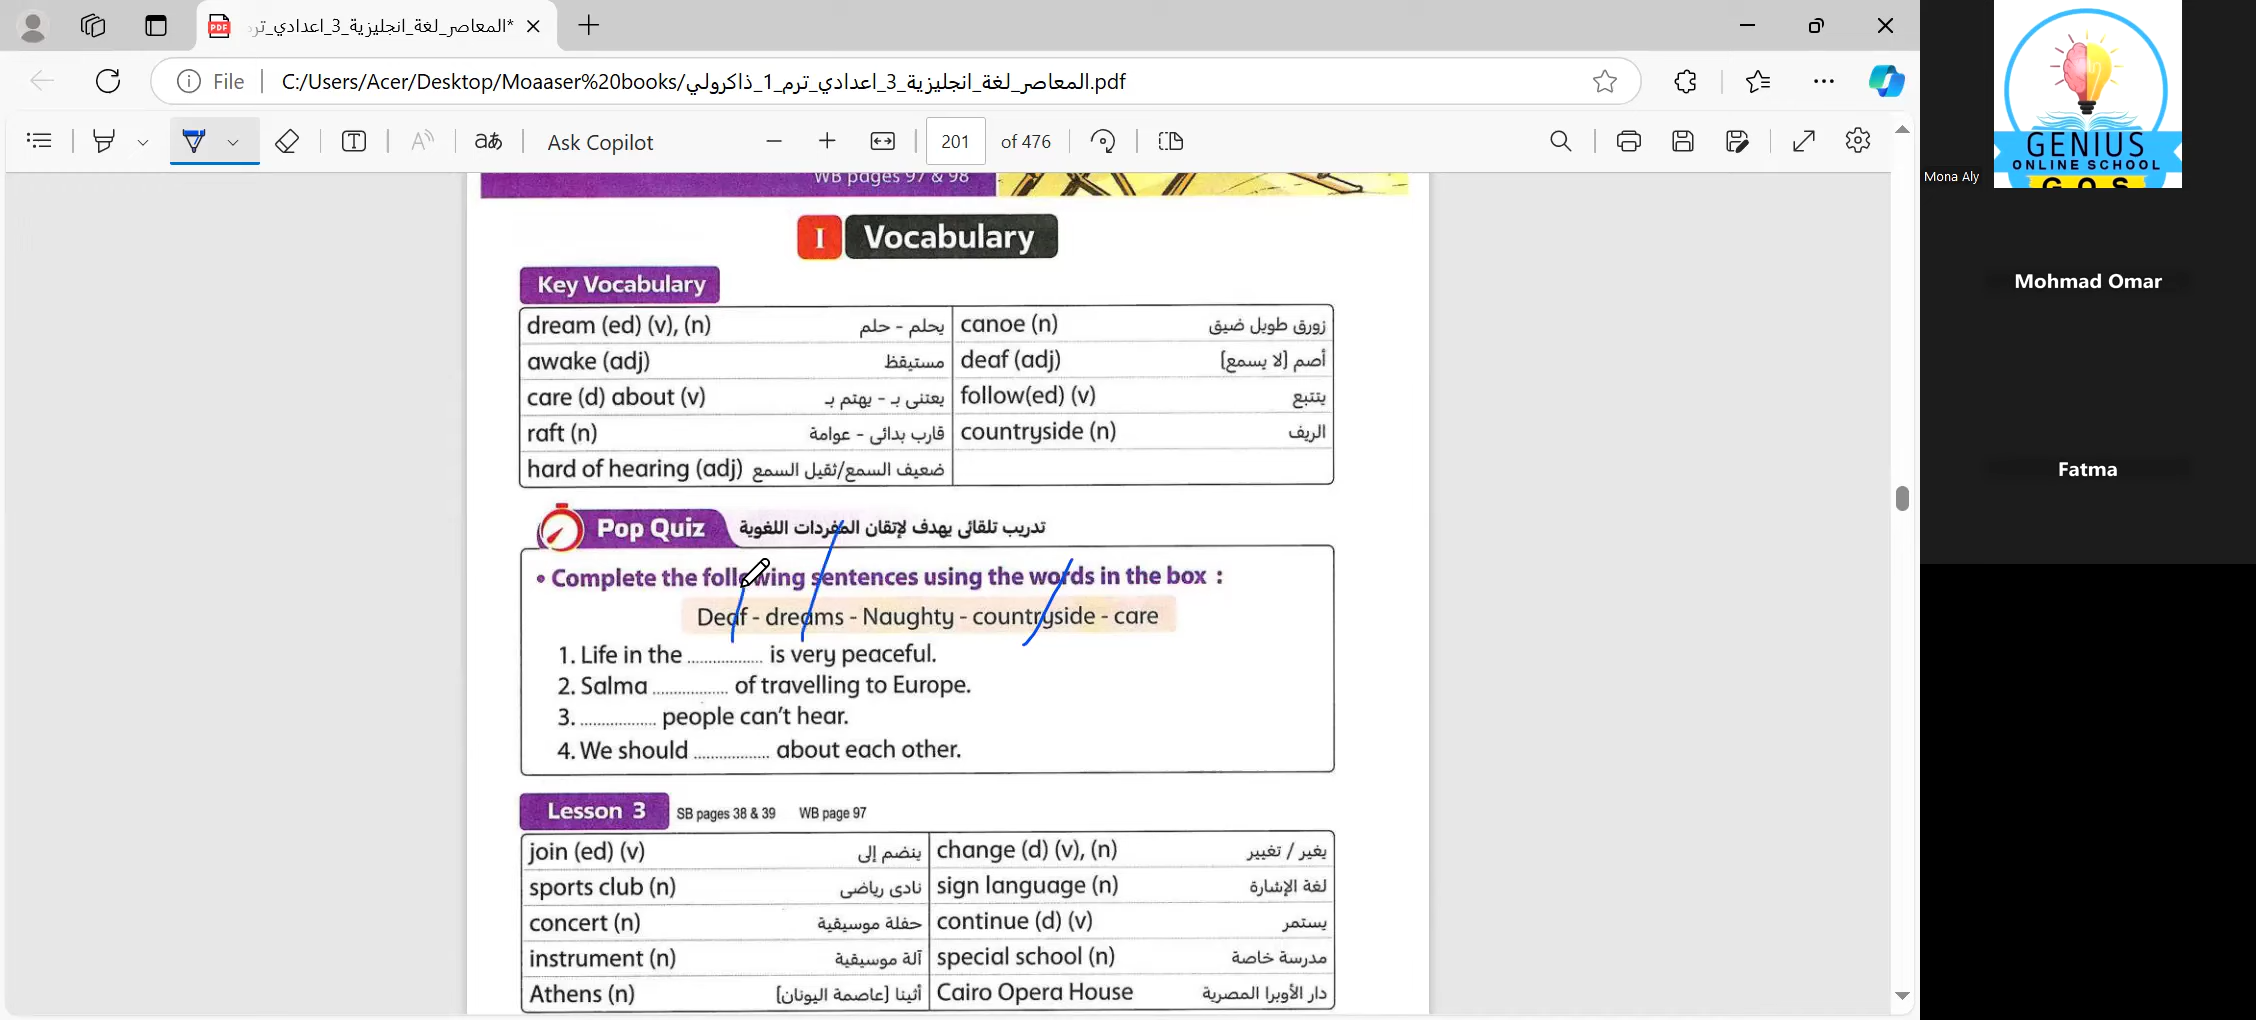 *المعاصر_لغة_انجليزية_3_اعدادي_تر
File C:/Users/Acer/Desktop/Moaaser%20books/المعاصر_لغة_انجليزية_3_اعدادي_ترم_1_ذاكرولي.pdf
Ask Copilot 201 of 476
WB pages 97 & 98
I Vocabulary
Key Vocabulary
dream (ed) (v), (n) يحلم - حلم canoe (n) زورق طويل ضيق
awake (adj) مستيقظ deaf (adj) أصم [لا يسمع]
care (d) about (v) يعتنى بـ - يهتم بـ follow(ed) (v) يتتبع
raft (n) قارب بدائى - عوامة countryside (n) الريف
hard of hearing (adj) ضعيف السمع/ثقيل السمع
Pop Quiz تدريب تلقائى يهدف لإتقان المفردات اللغوية
• Complete the following sentences using the words in the box :
Deaf - dreams - Naughty - countryside - care
1. Life in the .................. is very peaceful.
2. Salma .................. of travelling to Europe.
3. .................. people can't hear.
4. We should .................. about each other.
Lesson 3 SB pages 38 & 39 WB page 97
join (ed) (v) ينضم إلى change (d) (v), (n) يغير / تغيير
sports club (n) نادى رياضى sign language (n) لغة الإشارة
concert (n) حفلة موسيقية continue (d) (v) يستمر
instrument (n) آلة موسيقية special school (n) مدرسة خاصة
Athens (n) أثينا [عاصمة اليونان] Cairo Opera House دار الأوبرا المصرية
GENIUS
ONLINE SCHOOL
GOS
Mona Aly
Mohmad Omar
Fatma